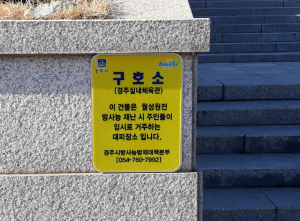 경주시
구 호 소
(경주실내체육관)
이 건물은 월성원전
방사능 재난 시 주민들이
임시로 거주하는
대피장소 입니다.
경주시방사능방재대책본부
[054-760-7992]